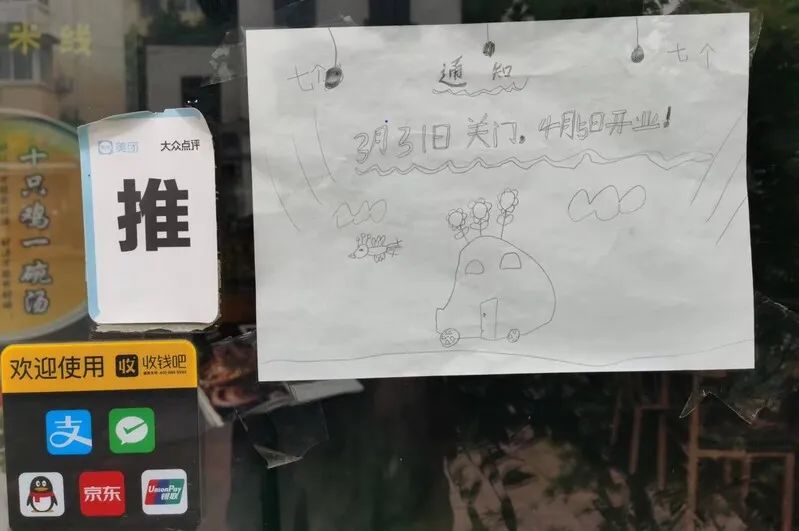 米线
七个
通知
七个
3月31日关门。4月5日开业!
美团 大众点评
推
十只鸡一碗汤
欢迎使用 收 收钱吧
支
京东
UnionPay
银联